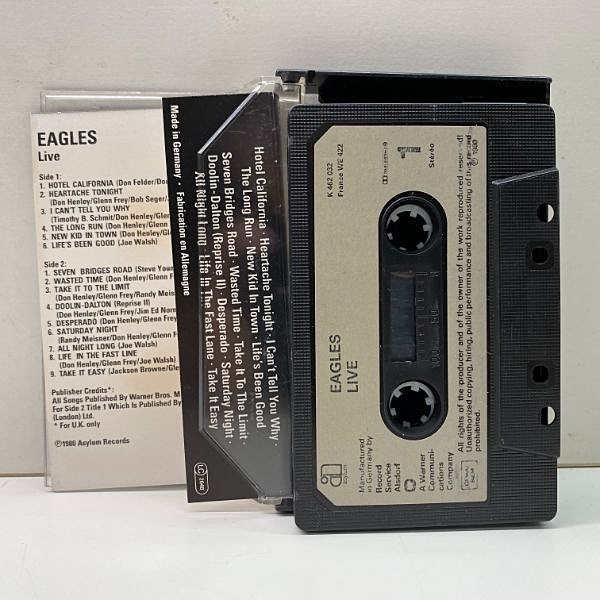 EAGLES
Live
Side 1:
1. HOTEL CALIFORNIA (Don Felder/Do
2. HEARTACHE TONIGHT
(Don Henley/Glenn Frey/Bob Seger/
3. I CAN'T TELL YOU WHY
(Timothy B. Schmit/Don Henley/Glen
4. THE LONG RUN (Don Henley/Glenn
5. NEW KID IN TOWN (Don Henley/Gle
6. LIFE'S BEEN GOOD (Joe Walsh)
Side 2:
1. SEVEN BRIDGES ROAD (Steve Youn
2. WASTED TIME (Don Henley/Glenn F
3. TAKE IT TO THE LIMIT
(Don Henley/Glenn Frey/Randy Meisn
4. DOOLIN-DALTON (Reprise II)
(Don Henley/Glenn Frey/Jim Ed Norm
5. DESPERADO (Don Henley/Glenn Frey
6. SATURDAY NIGHT
(Randy Meisner/Don Henley/Glenn F
7. ALL NIGHT LONG (Joe Walsh)
8. LIFE IN THE FAST LINE
(Don Henley/Glenn Frey/Joe Walsh)
9. TAKE IT EASY (Jackson Browne/Glenn
Publisher Credits*:
All Songs Published By Warner Bros. M
For Side 2 Title 1 Which Is Published By
(London) Ltd.
* For U.K. only
℗1980 Asylum Records
Hotel California · Heartache Tonight · I Can't Tell You Why ·
The Long Run · New Kid In Town · Life's Been Good
Seven Bridges Road · Wasted Time · Take It To The Limit ·
Doolin-Dalton (Reprise II) · Desperado · Saturday Night ·
All Night Long · Life In The Fast Lane · Take It Easy
Made in Germany · Fabrication en Allemagne
LC
K 462 032
France WE 422
Stéréo
℗ 1980
EAGLES
LIVE
asylum
Manufactured
in Germany by
Record
Service
Alsdorf
A Warner
Communi-
cations
Company
All rights of the producer and of the owner of the work reproduced reserved!
Unauthorized copying, hiring, public performance and broadcasting of this record
prohibited.